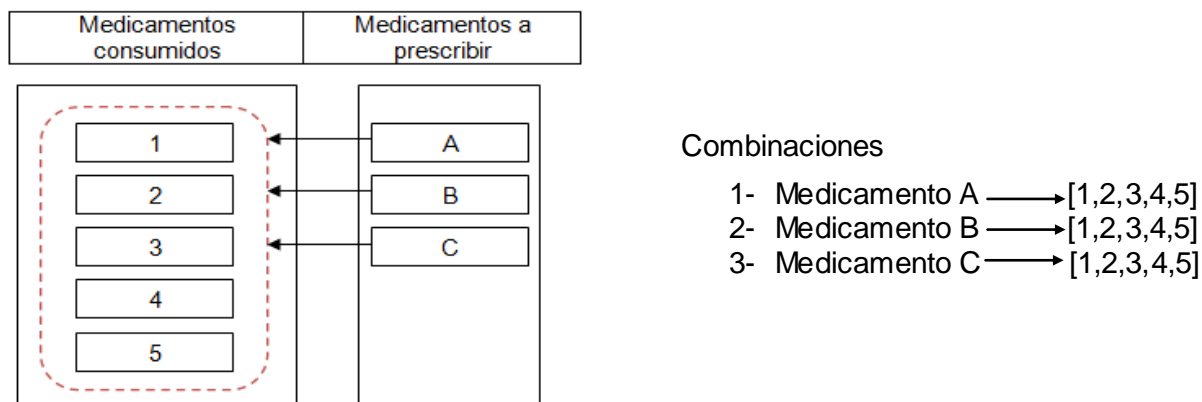 Medicamentos
consumidos
Medicamentos a
prescribir
1
2
3
4
5
A
B
C
Combinaciones
1- Medicamento A [1,2,3,4,5]
2- Medicamento B [1,2,3,4,5]
3- Medicamento C [1,2,3,4,5]